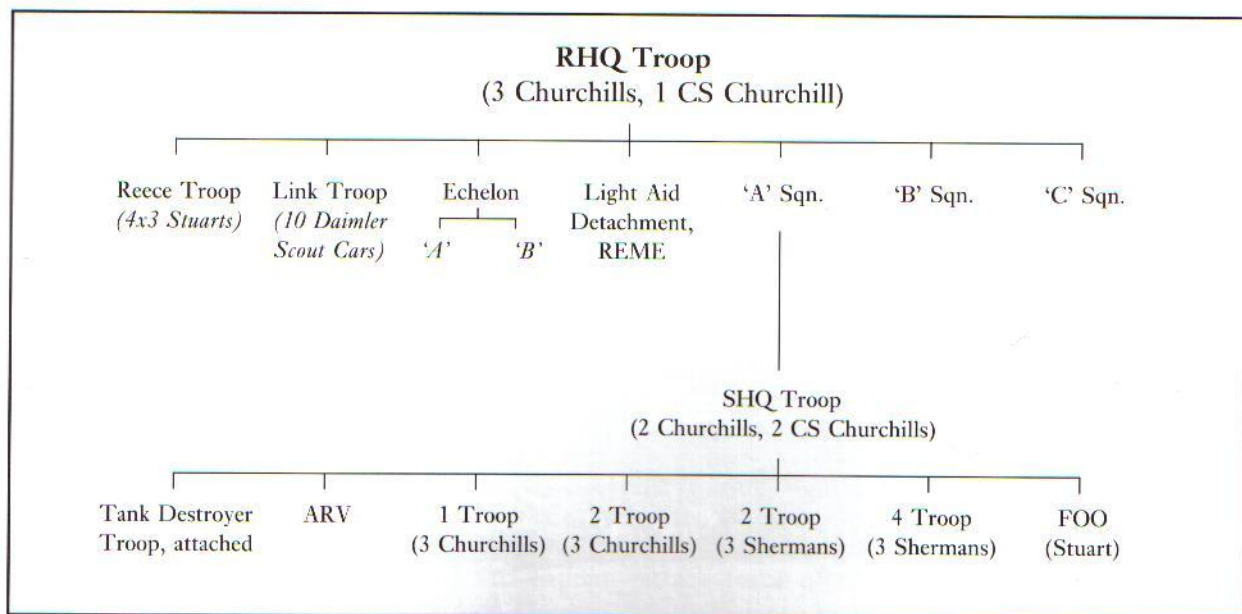 RHQ Troop
(3 Churchills, 1 CS Churchill)
Reece Troop
(4x3 Stuarts)
Link Troop
(10 Daimler
Scout Cars)
Echelon
‘A’ ‘B’
Light Aid
Detachment,
REME
‘A’ Sqn.
‘B’ Sqn.
‘C’ Sqn.
SHQ Troop
(2 Churchills, 2 CS Churchills)
Tank Destroyer
Troop, attached
ARV
1 Troop
(3 Churchills)
2 Troop
(3 Churchills)
2 Troop
(3 Shermans)
4 Troop
(3 Shermans)
FOO
(Stuart)